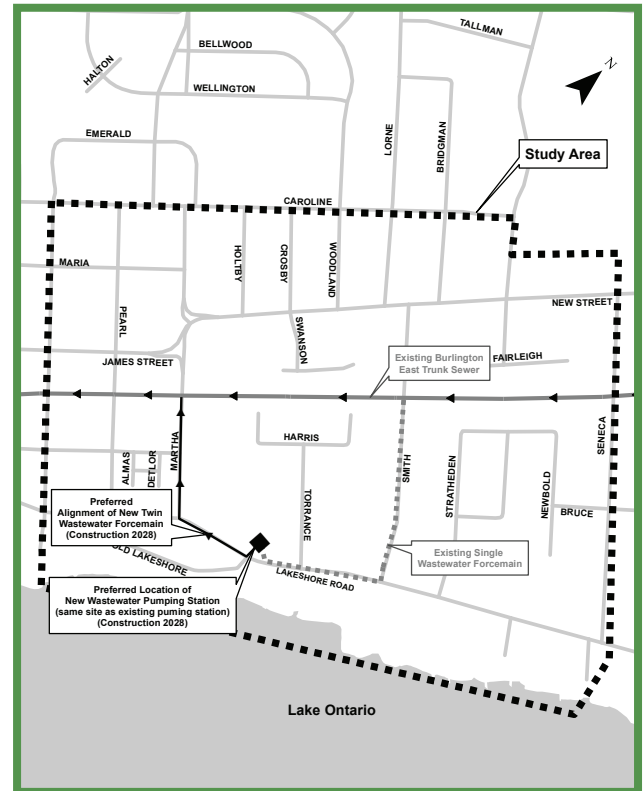 TALLMAN
BELLWOOD
HALTON
WELLINGTON
N
EMERALD
LORNE
BRIDGMAN
Study Area
CAROLINE
MARIA
HOLTBY
CROSBY
WOODLAND
PEARL
NEW STREET
SWANSON
JAMES STREET
Existing Burlington
East Trunk Sewer
FAIRLEIGH
SENECA
HARRIS
ALMAS
DETLOR
MARTHA
SMITH
STRATHEDEN
NEWBOLD
TORRANCE
BRUCE
Preferred
Alignment of New Twin
Wastewater Forcemain
(Construction 2028)
OLD LAKESHORE
LAKESHORE ROAD
Existing Single
Wastewater Forcemain
Preferred Location of
New Wastewater Pumping Station
(same site as existing puming station)
(Construction 2028)
Lake Ontario